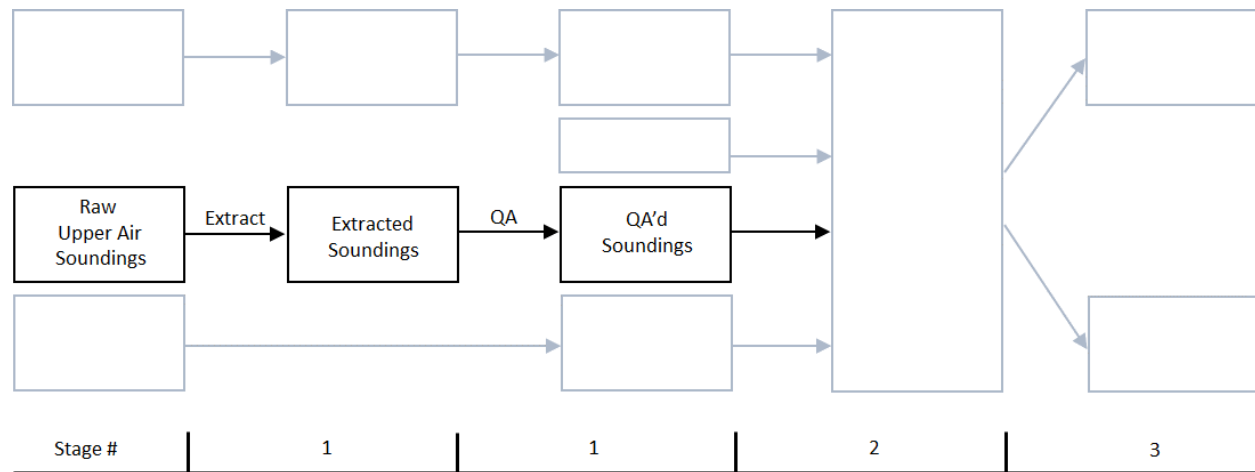 Raw
Upper Air
Soundings
Extract
Extracted
Soundings
QA
QA'd
Soundings
Stage #
1
1
2
3